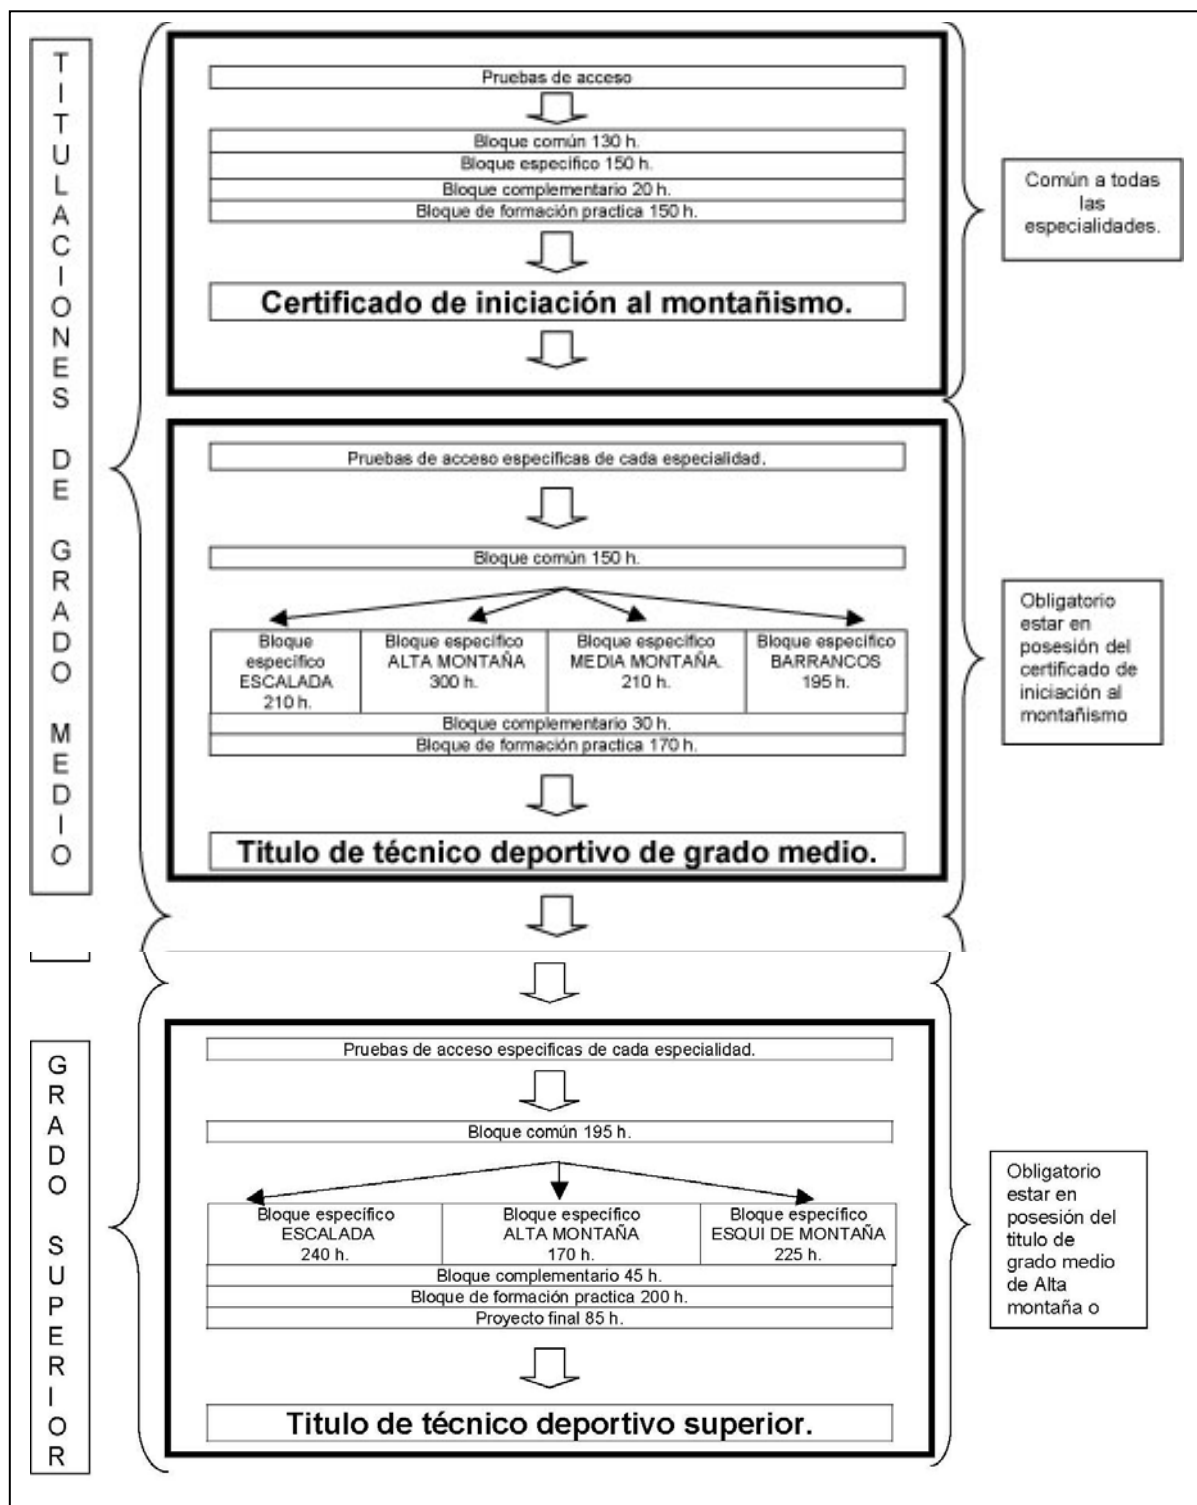 TITULACIONES DE GRADO MEDIO
Pruebas de acceso
Bloque común 130 h.
Bloque específico 150 h.
Bloque complementario 20 h.
Bloque de formación practica 150 h.
Certificado de iniciación al montañismo.
Común a todas
las
especialidades.
Pruebas de acceso especificas de cada especialidad.
Bloque común 150 h.
Bloque
específico
ESCALADA
210 h.
Bloque específico
ALTA MONTAÑA
300 h.
Bloque específico
MEDIA MONTAÑA.
210 h.
Bloque específico
BARRANCOS
195 h.
Bloque complementario 30 h.
Bloque de formación practica 170 h.
Titulo de técnico deportivo de grado medio.
Obligatorio
estar en
posesión del
certificado de
iniciación al
montañismo
GRADO SUPERIOR
Pruebas de acceso especificas de cada especialidad.
Bloque común 195 h.
Bloque específico
ESCALADA
240 h.
Bloque específico
ALTA MONTAÑA
170 h.
Bloque específico
ESQUI DE MONTAÑA
225 h.
Bloque complementario 45 h.
Bloque de formación practica 200 h.
Proyecto final 85 h.
Titulo de técnico deportivo superior.
Obligatorio
estar en
posesión del
titulo de
grado medio
de Alta
montaña o